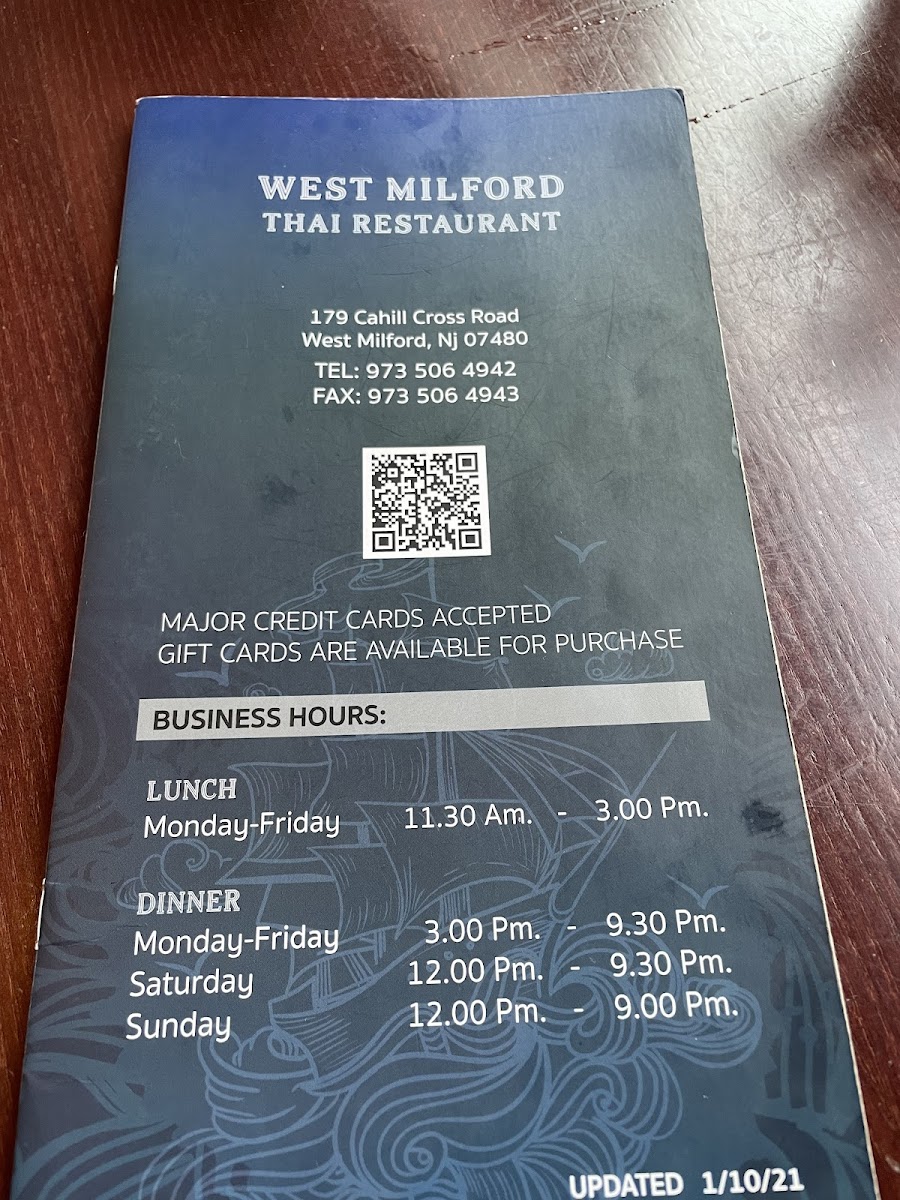 WEST MILFORD
THAI RESTAURANT
179 Cahill Cross Road
West Milford, Nj 07480
TEL: 973 506 4942
FAX: 973 506 4943
MAJOR CREDIT CARDS ACCEPTED
GIFT CARDS ARE AVAILABLE FOR PURCHASE
BUSINESS HOURS:
LUNCH
Monday-Friday 11.30 Am. - 3.00 Pm.
DINNER
Monday-Friday 3.00 Pm. - 9.30 Pm.
Saturday 12.00 Pm. - 9.30 Pm.
Sunday 12.00 Pm. - 9.00 Pm.
UPDATED 1/10/21